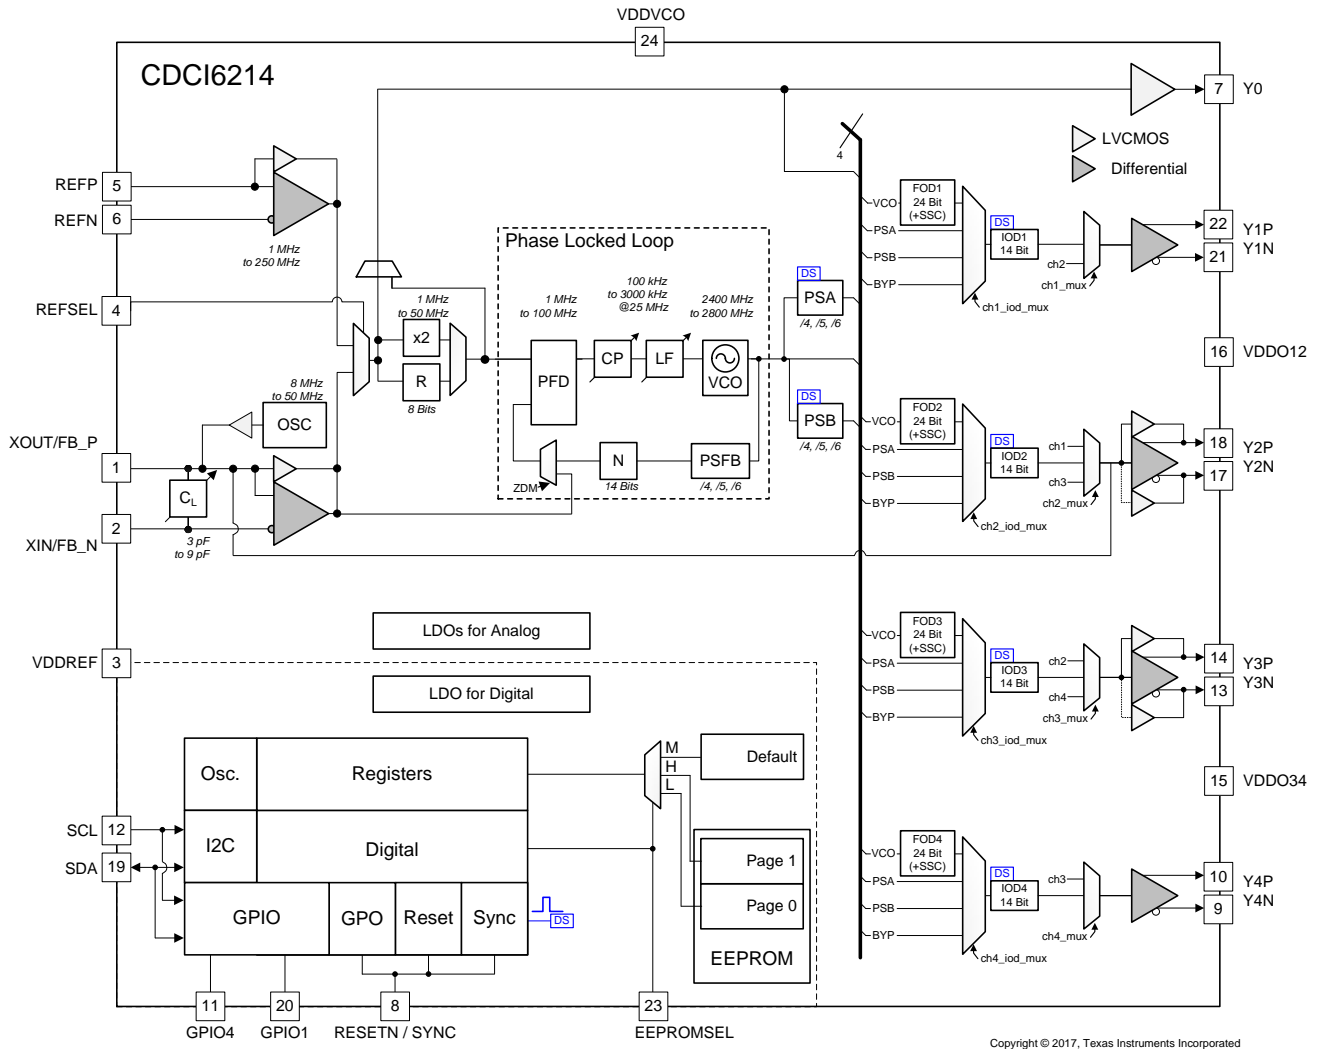 VDDVCO
24
CDCI6214
7
Y0
LVCMOS
Differential
4
REFP
5
REFN
6
1 MHz
to 250 MHz
REFSEL
4
Phase Locked Loop
1 MHz
to 50 MHz
x2
R
8 Bits
1 MHz
to 100 MHz
PFD
100 kHz
to 3000 kHz
@25 MHz
CP
LF
2400 MHz
to 2800 MHz
VCO
DS
PSA
/4, /5, /6
DS
PSB
/4, /5, /6
ZDM
N
14 Bits
PSFB
/4, /5, /6
8 MHz
to 50 MHz
OSC
XOUT/FB_P
1
CL
2
XIN/FB_N
3 pF
to 9 pF
VCO
PSA
PSB
BYP
FOD1
24 Bit
(+SSC)
DS
IOD1
14 Bit
ch1_iod_mux
ch2
ch1_mux
22
21
Y1P
Y1N
16
VDDO12
VCO
PSA
PSB
BYP
FOD2
24 Bit
(+SSC)
DS
IOD2
14 Bit
ch2_iod_mux
ch1
ch3
ch2_mux
18
17
Y2P
Y2N
VCO
PSA
PSB
BYP
FOD3
24 Bit
(+SSC)
DS
IOD3
14 Bit
ch3_iod_mux
ch2
ch4
ch3_mux
14
13
Y3P
Y3N
15
VDDO34
VCO
PSA
PSB
BYP
FOD4
24 Bit
(+SSC)
DS
IOD4
14 Bit
ch4_iod_mux
ch3
ch4_mux
10
9
Y4P
Y4N
LDOs for Analog
VDDREF
3
LDO for Digital
Osc.
Registers
I2C
Digital
GPIO
GPO
Reset
Sync
DS
SCL
12
SDA
19
M
H
L
Default
Page 1
Page 0
EEPROM
11
GPIO4
20
GPIO1
8
RESETN / SYNC
23
EEPROMSEL
Copyright © 2017, Texas Instruments Incorporated